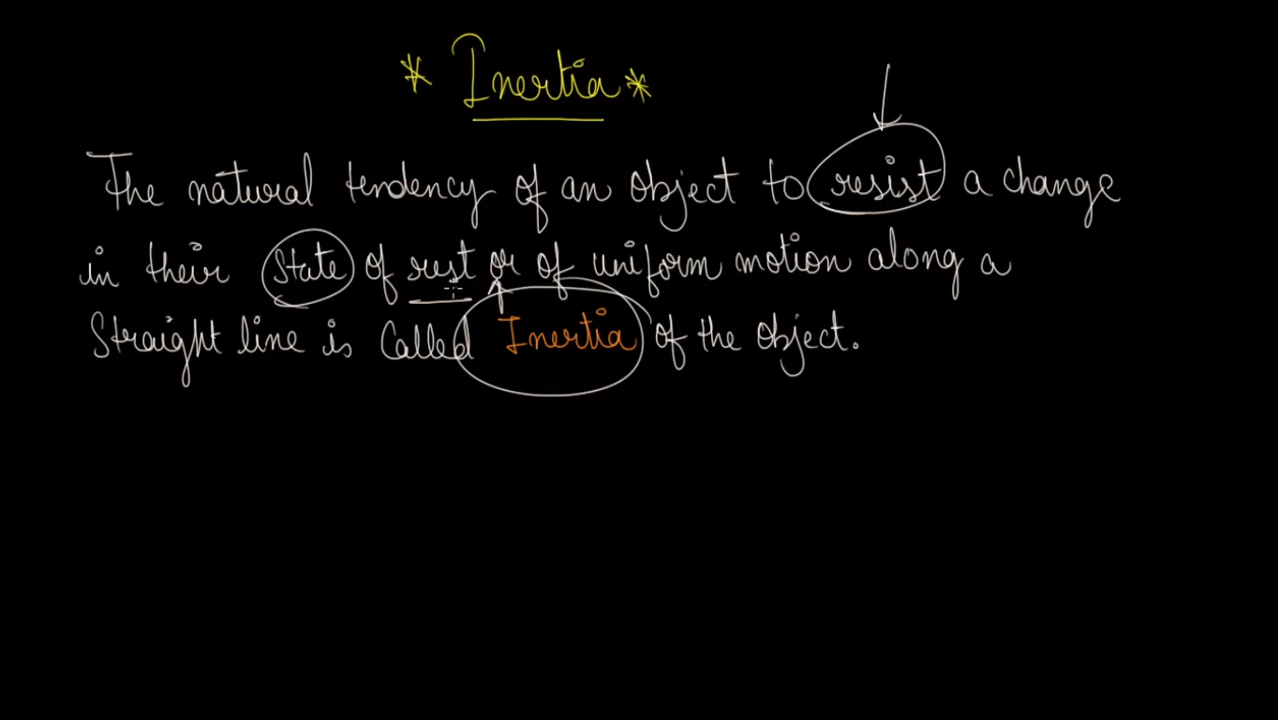 * Inertia *
The natural tendency of an object to resist a change
in their state of rest or of uniform motion along a
Straight line is called Inertia of the object.